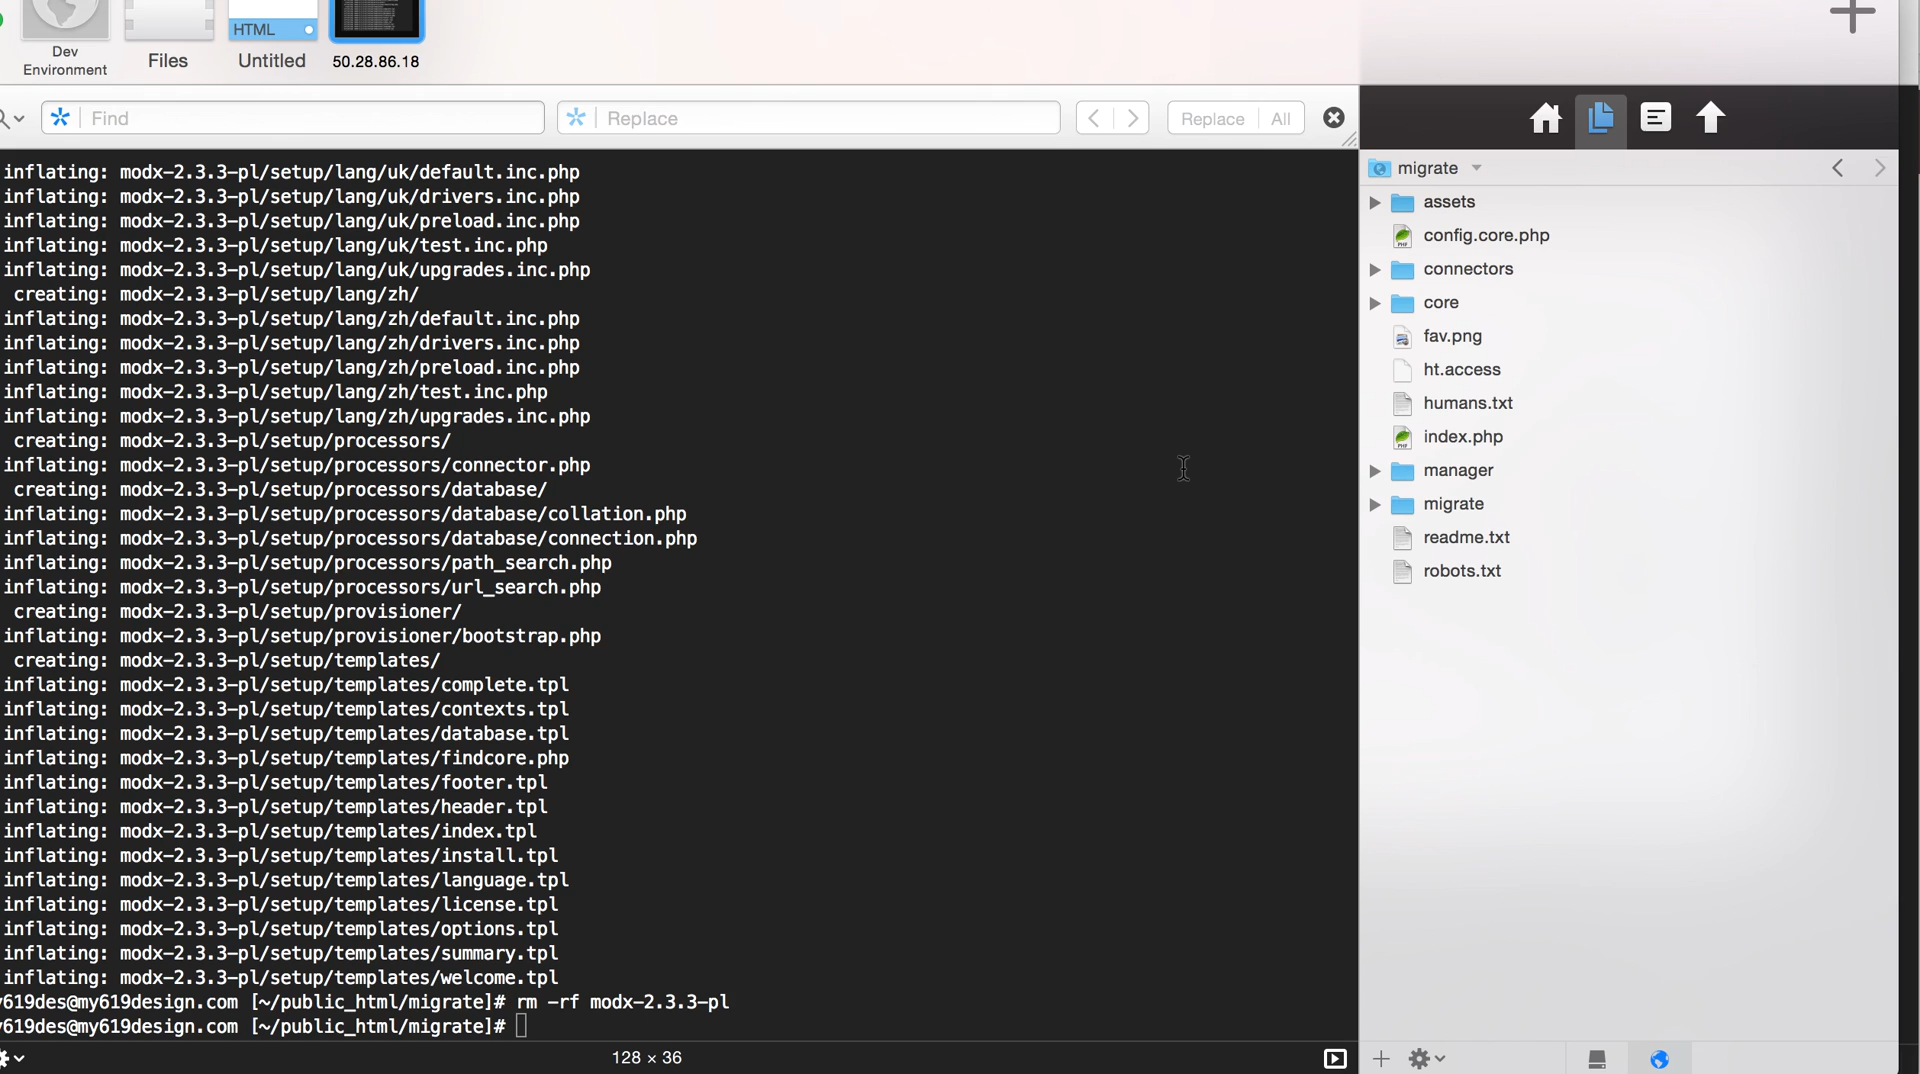 HTML
Dev
Environment
Files
Untitled
50.28.86.18
Find
Replace
Replace
All
inflating: modx-2.3.3-pl/setup/lang/uk/default.inc.php
inflating: modx-2.3.3-pl/setup/lang/uk/drivers.inc.php
inflating: modx-2.3.3-pl/setup/lang/uk/preload.inc.php
inflating: modx-2.3.3-pl/setup/lang/uk/test.inc.php
inflating: modx-2.3.3-pl/setup/lang/uk/upgrades.inc.php
creating: modx-2.3.3-pl/setup/lang/zh/
inflating: modx-2.3.3-pl/setup/lang/zh/default.inc.php
inflating: modx-2.3.3-pl/setup/lang/zh/drivers.inc.php
inflating: modx-2.3.3-pl/setup/lang/zh/preload.inc.php
inflating: modx-2.3.3-pl/setup/lang/zh/test.inc.php
inflating: modx-2.3.3-pl/setup/lang/zh/upgrades.inc.php
creating: modx-2.3.3-pl/setup/processors/
inflating: modx-2.3.3-pl/setup/processors/connector.php
creating: modx-2.3.3-pl/setup/processors/database/
inflating: modx-2.3.3-pl/setup/processors/database/collation.php
inflating: modx-2.3.3-pl/setup/processors/database/connection.php
inflating: modx-2.3.3-pl/setup/processors/path_search.php
inflating: modx-2.3.3-pl/setup/processors/url_search.php
creating: modx-2.3.3-pl/setup/provisioner/
inflating: modx-2.3.3-pl/setup/provisioner/bootstrap.php
creating: modx-2.3.3-pl/setup/templates/
inflating: modx-2.3.3-pl/setup/templates/complete.tpl
inflating: modx-2.3.3-pl/setup/templates/contexts.tpl
inflating: modx-2.3.3-pl/setup/templates/database.tpl
inflating: modx-2.3.3-pl/setup/templates/findcore.php
inflating: modx-2.3.3-pl/setup/templates/footer.tpl
inflating: modx-2.3.3-pl/setup/templates/header.tpl
inflating: modx-2.3.3-pl/setup/templates/index.tpl
inflating: modx-2.3.3-pl/setup/templates/install.tpl
inflating: modx-2.3.3-pl/setup/templates/language.tpl
inflating: modx-2.3.3-pl/setup/templates/license.tpl
inflating: modx-2.3.3-pl/setup/templates/options.tpl
inflating: modx-2.3.3-pl/setup/templates/summary.tpl
inflating: modx-2.3.3-pl/setup/templates/welcome.tpl
y619des@my619design.com [~/public_html/migrate]# rm -rf modx-2.3.3-pl
y619des@my619design.com [~/public_html/migrate]#
128 × 36
migrate
assets
config.core.php
connectors
core
fav.png
ht.access
humans.txt
index.php
manager
migrate
readme.txt
robots.txt